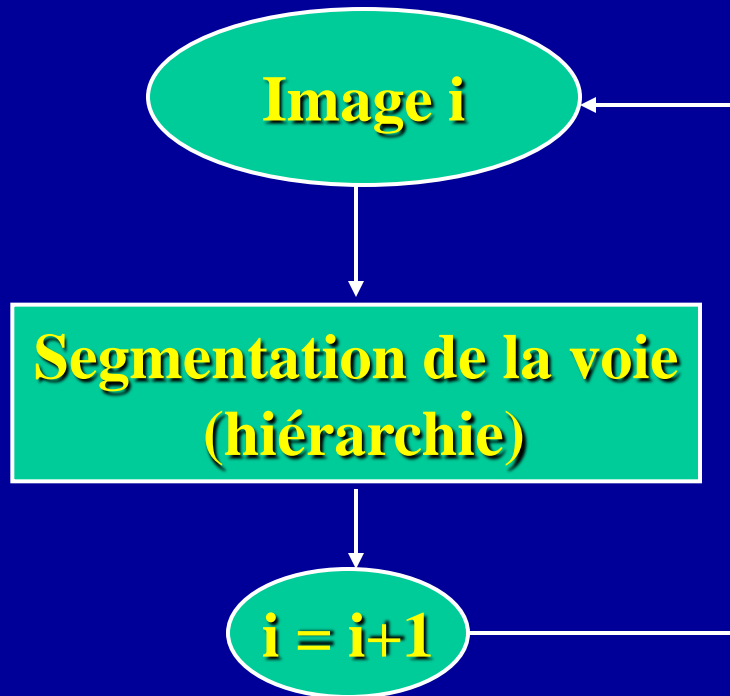 Image i
Segmentation de la voie
(hiérarchie)
i = i+1